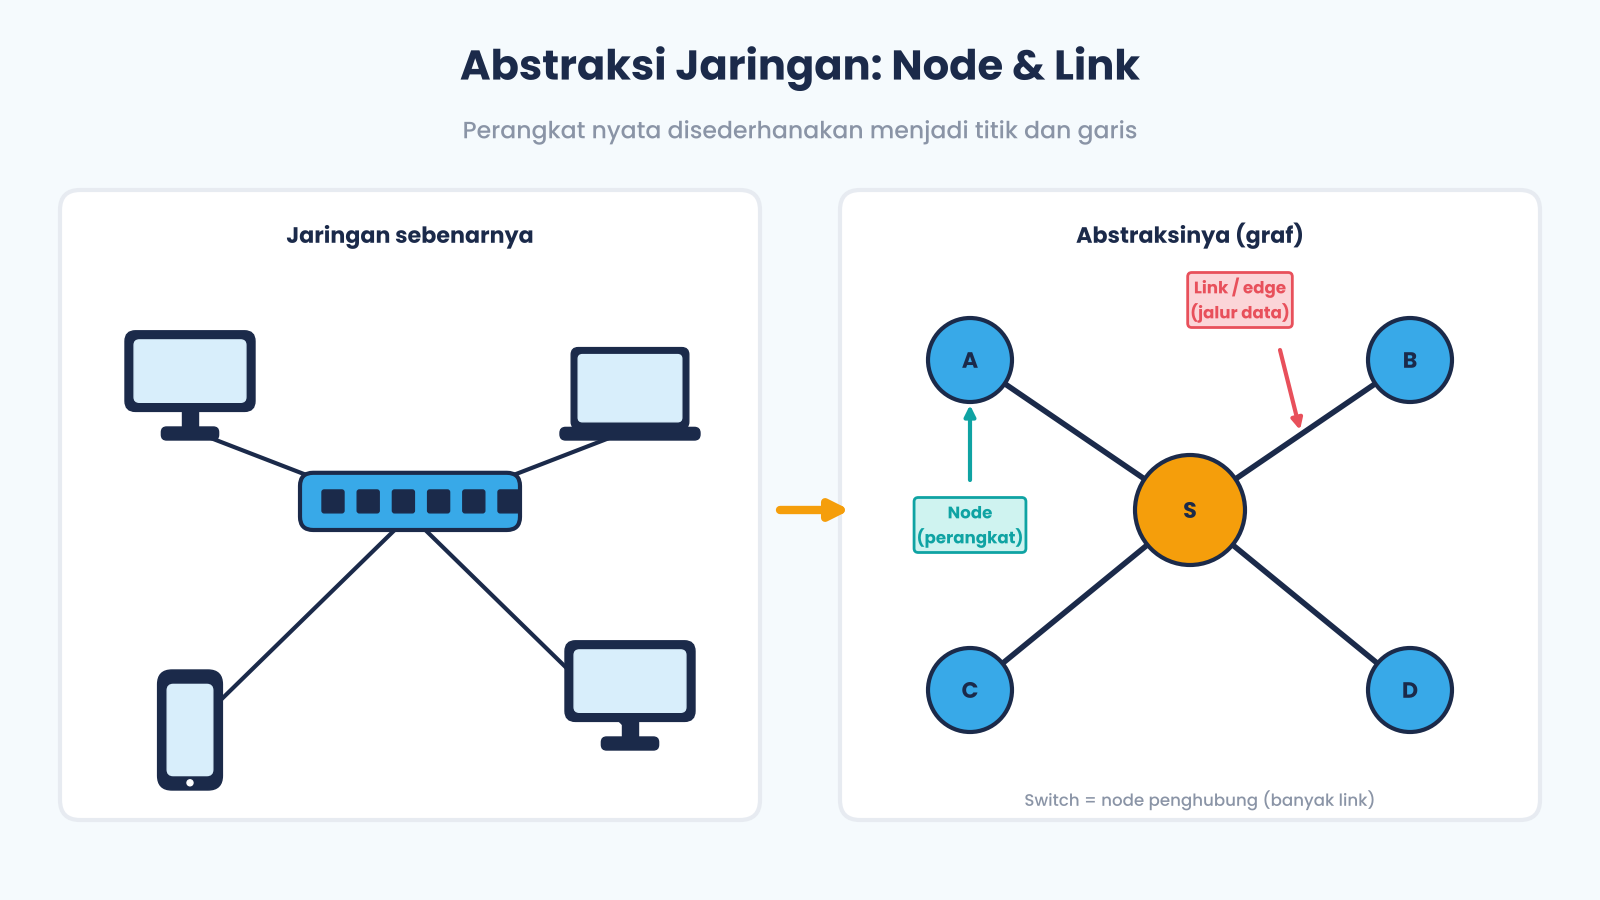 Abstraksi Jaringan: Node & Link
Perangkat nyata disederhanakan menjadi titik dan garis
Jaringan sebenarnya
Abstraksinya (graf)
Link / edge
(jalur data)
A
B
S
Node
(perangkat)
C
D
Switch = node penghubung (banyak link)